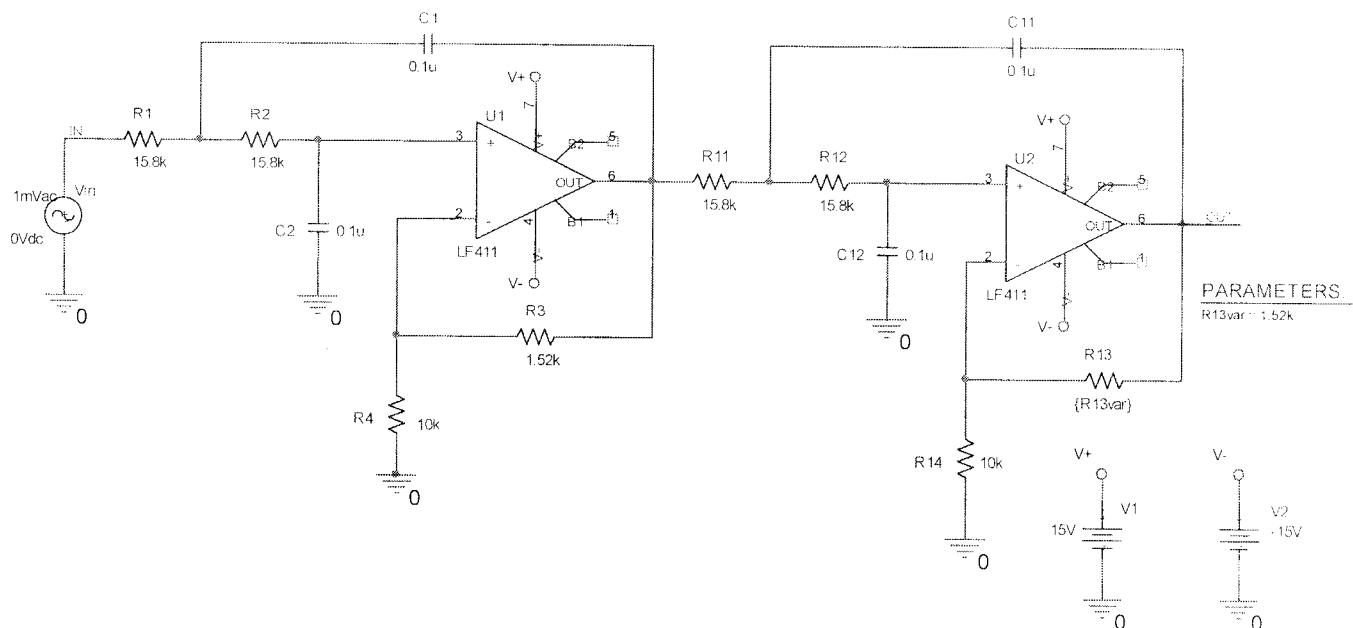 C1
0.1u
C11
0.1u
V+
7
V+
U1
R1
15.8k
R2
15.8k
IN
3
+
B2
5
OUT
6
2
-
4
B1
1
V-
V-
LF411
1mVac
Vin
0Vdc
0
C2
0.1u
0
R3
1.52k
R4
10k
0
R11
15.8k
R12
15.8k
V+
7
V+
U2
3
+
B2
5
OUT
6
OUT
2
-
4
B1
1
V-
V-
LF411
C12
0.1u
0
PARAMETERS:
R13var = 1.52k
R13
{R13var}
R14
10k
0
V+
V1
15V
0
V-
V2
-15V
0